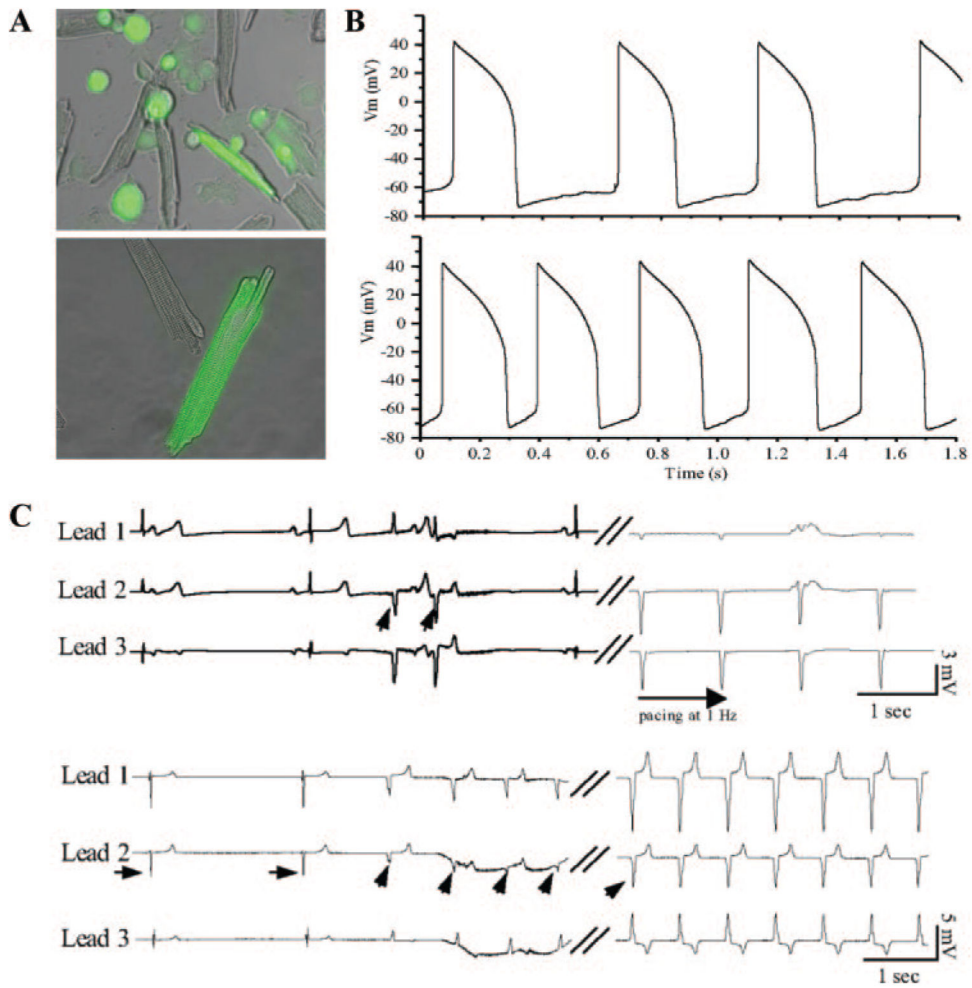 A
B
Vm (mV)
40
20
0
-20
-40
-60
-80
Vm (mV)
40
20
0
-20
-40
-60
-80
0 0.2 0.4 0.6 0.8 1.0 1.2 1.4 1.6 1.8
Time (s)
C
Lead 1
Lead 2
Lead 3
3 mV
pacing at 1 Hz
1 sec
Lead 1
Lead 2
Lead 3
5 mV
1 sec